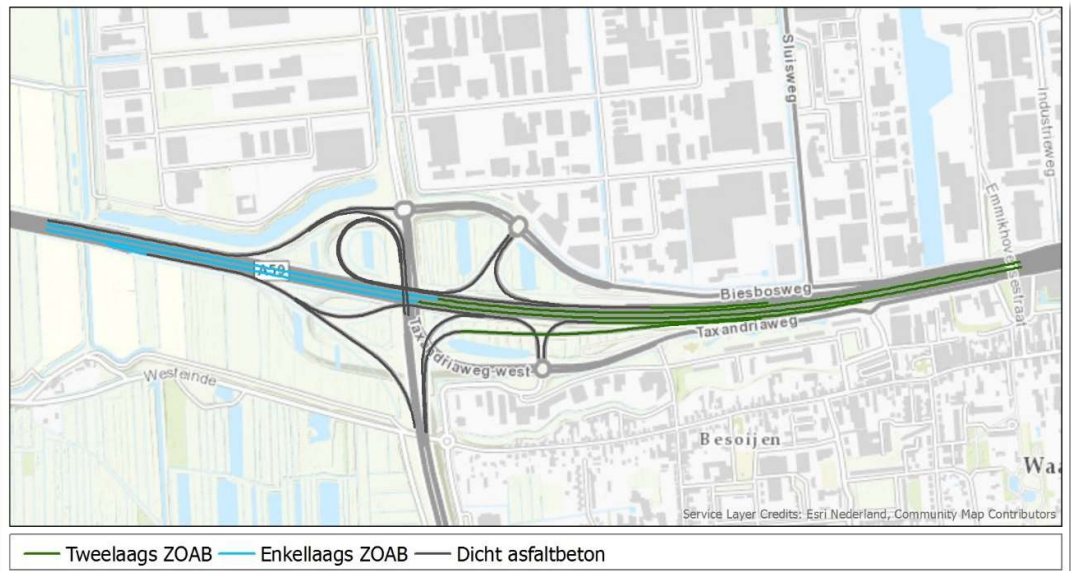 Sluisweg
Industrieweg
Emmikhovensestraat
A59
Biesbosweg
Taxandriaweg
Taxandriaweg-west
Westeinde
Besoijen
Waa
Service Layer Credits: Esri Nederland, Community Map Contributors
Tweelaags ZOAB Enkellaags ZOAB Dicht asfaltbeton